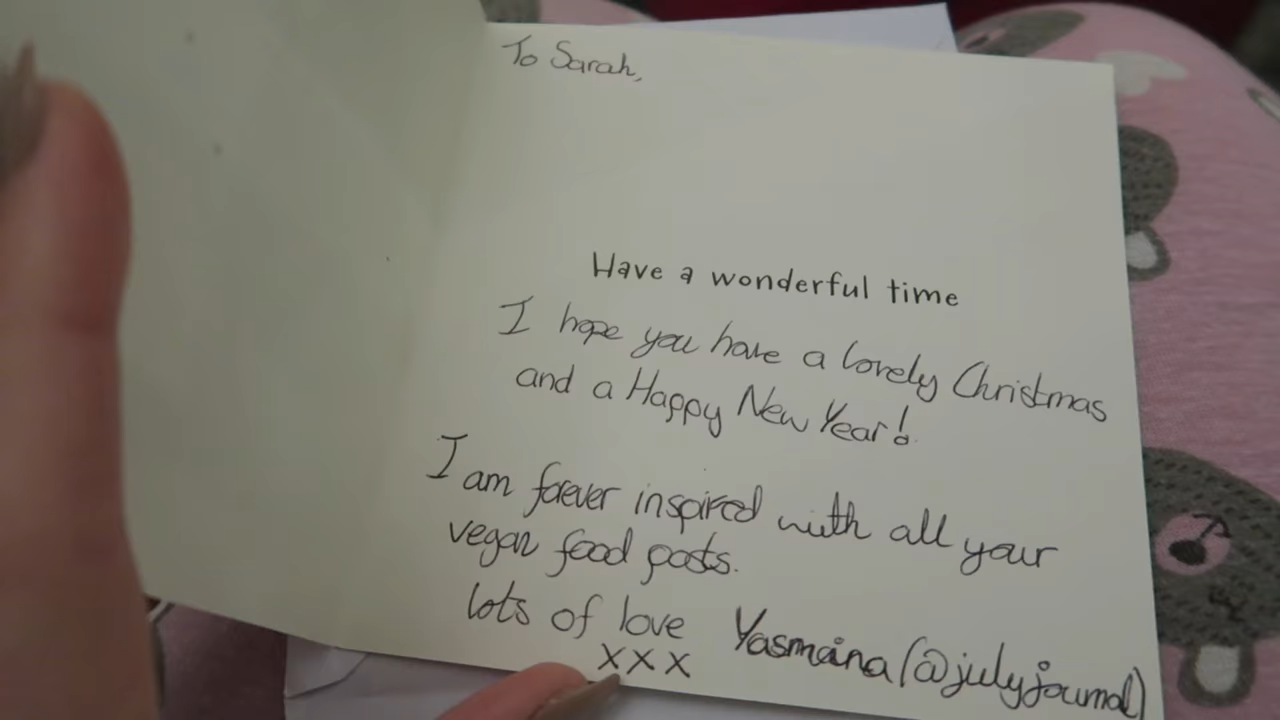 To Sarah,
Have a wonderful time
I hope you have a lovely Christmas
and a Happy New Year!
I am forever inspired with all your
vegan food posts.
lots of love Yasmina (@julyjournal)
xxx